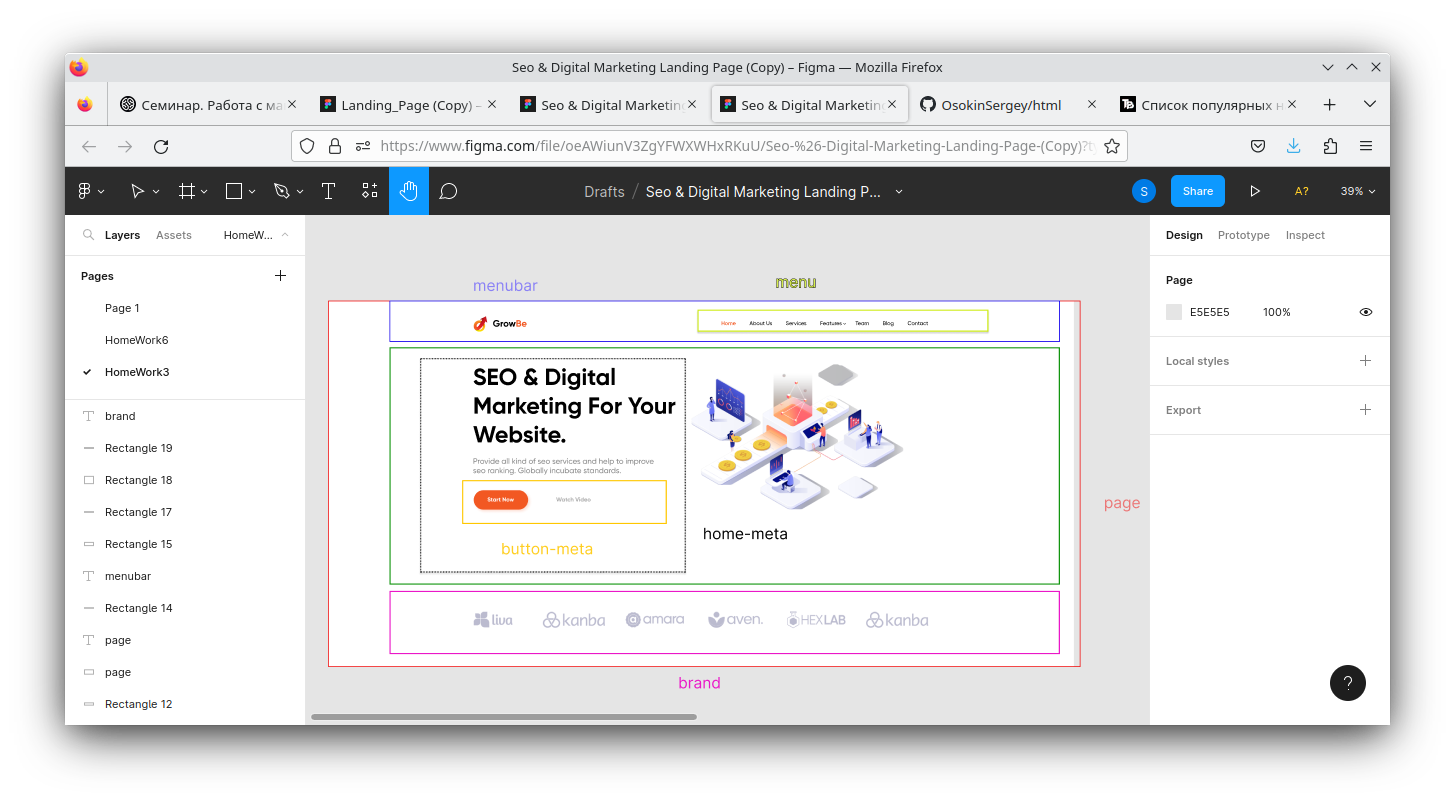 Seo & Digital Marketing Landing Page (Copy) – Figma — Mozilla Firefox
Семинар. Работа с ма
Landing_Page (Copy) –
Seo & Digital Marketing
Seo & Digital Marketing
OsokinSergey/html
Список популярных н
https://www.figma.com/file/oeAWiunV3ZgYFWXWHxRKuU/Seo-%26-Digital-Marketing-Landing-Page-(Copy)?ty
Drafts / Seo & Digital Marketing Landing P...
S
Share
A?
39%
Layers
Assets
HomeW...
Design
Prototype
Inspect
Pages
Page 1
HomeWork6
HomeWork3
brand
Rectangle 19
Rectangle 18
Rectangle 17
Rectangle 15
menubar
Rectangle 14
page
page
Rectangle 12
menubar
menu
GrowBe
Home
About Us
Services
Features
Team
Blog
Contact
SEO & Digital
Marketing For Your
Website.
Provide all kind of seo services and help to improve
seo ranking. Globally incubate standards.
Start Now
Watch Video
button-meta
home-meta
page
liva
kanba
amara
aven.
HEXLAB
kanba
brand
Page
E5E5E5
100%
Local styles
Export
?